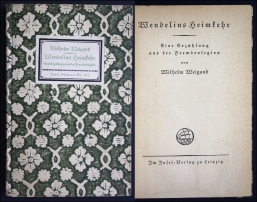 Wilhelm Weigand
Wendelins Heimkehr
Wendelins Heimkehr
Eine Erzählung
aus der Fremdenlegion
von
Wilhelm Weigand
Im Insel-Verlag zu Leipzig